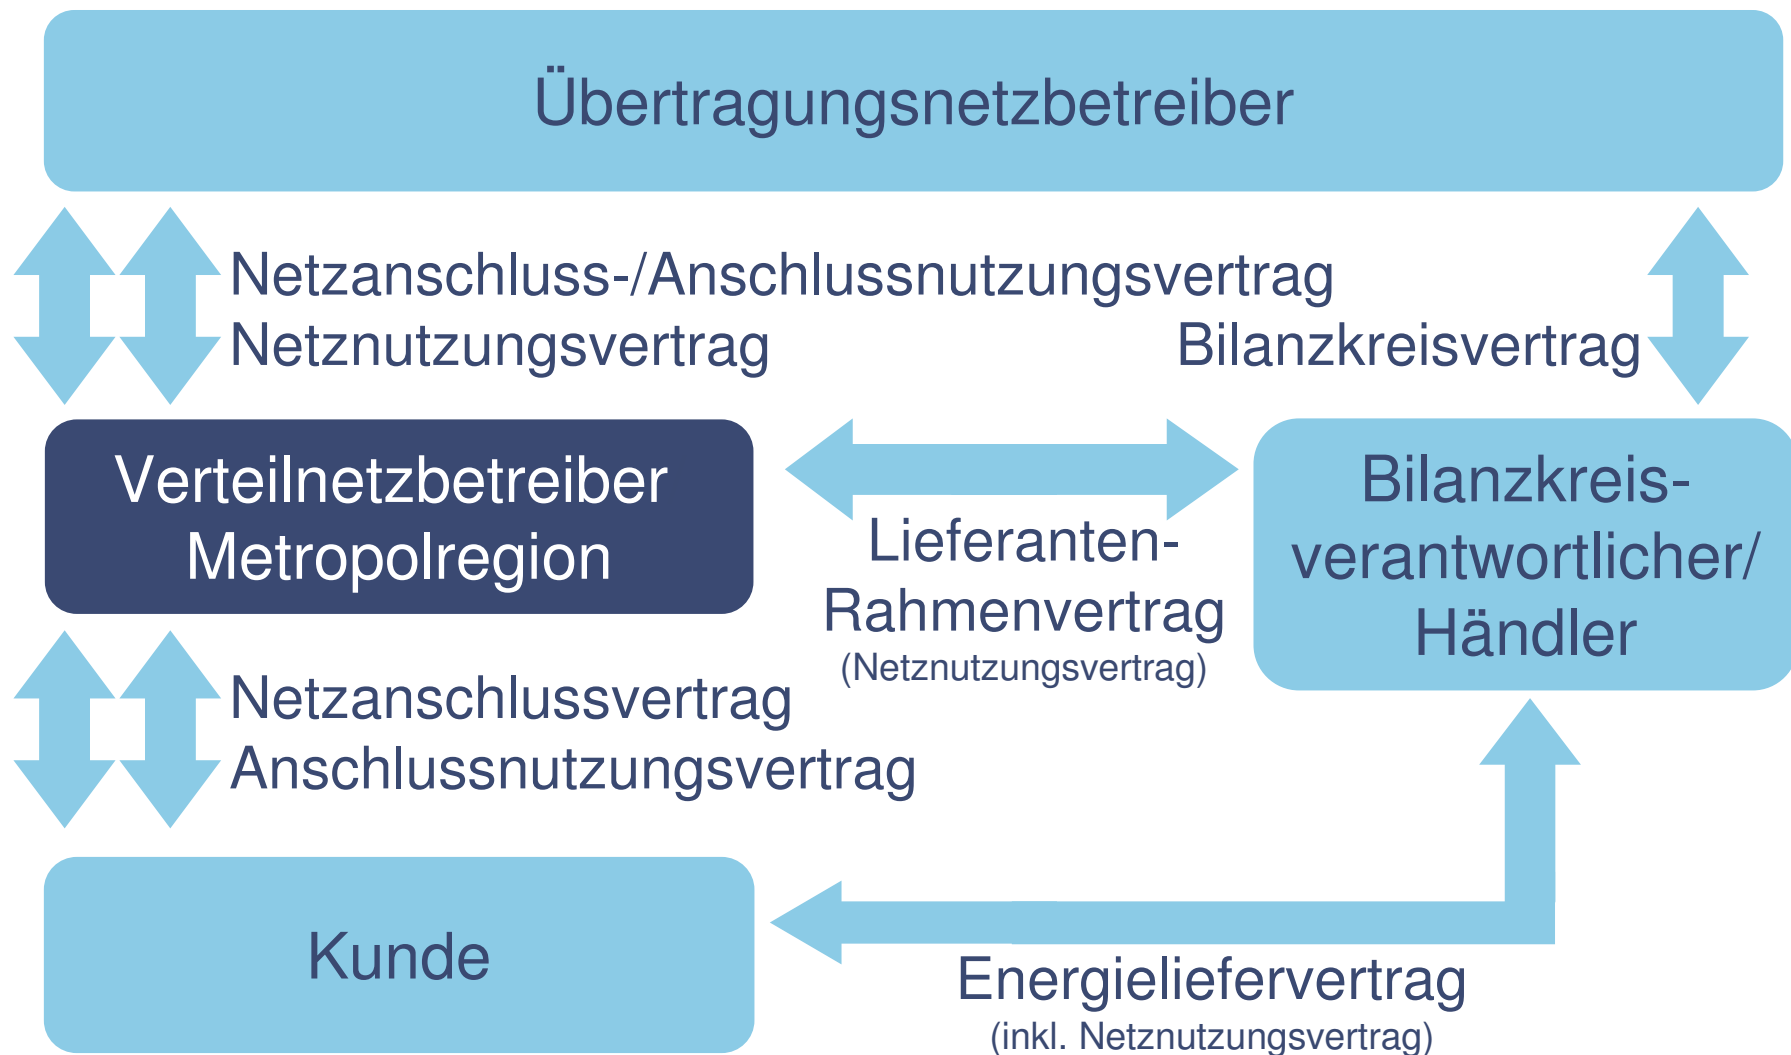 Übertragungsnetzbetreiber
Netzanschluss-/Anschlussnutzungsvertrag
Netznutzungsvertrag
Bilanzkreisvertrag
Verteilnetzbetreiber
Metropolregion
Lieferanten-
Rahmenvertrag
(Netznutzungsvertrag)
Bilanzkreis-
verantwortlicher/
Händler
Netzanschlussvertrag
Anschlussnutzungsvertrag
Kunde
Energieliefervertrag
(inkl. Netznutzungsvertrag)